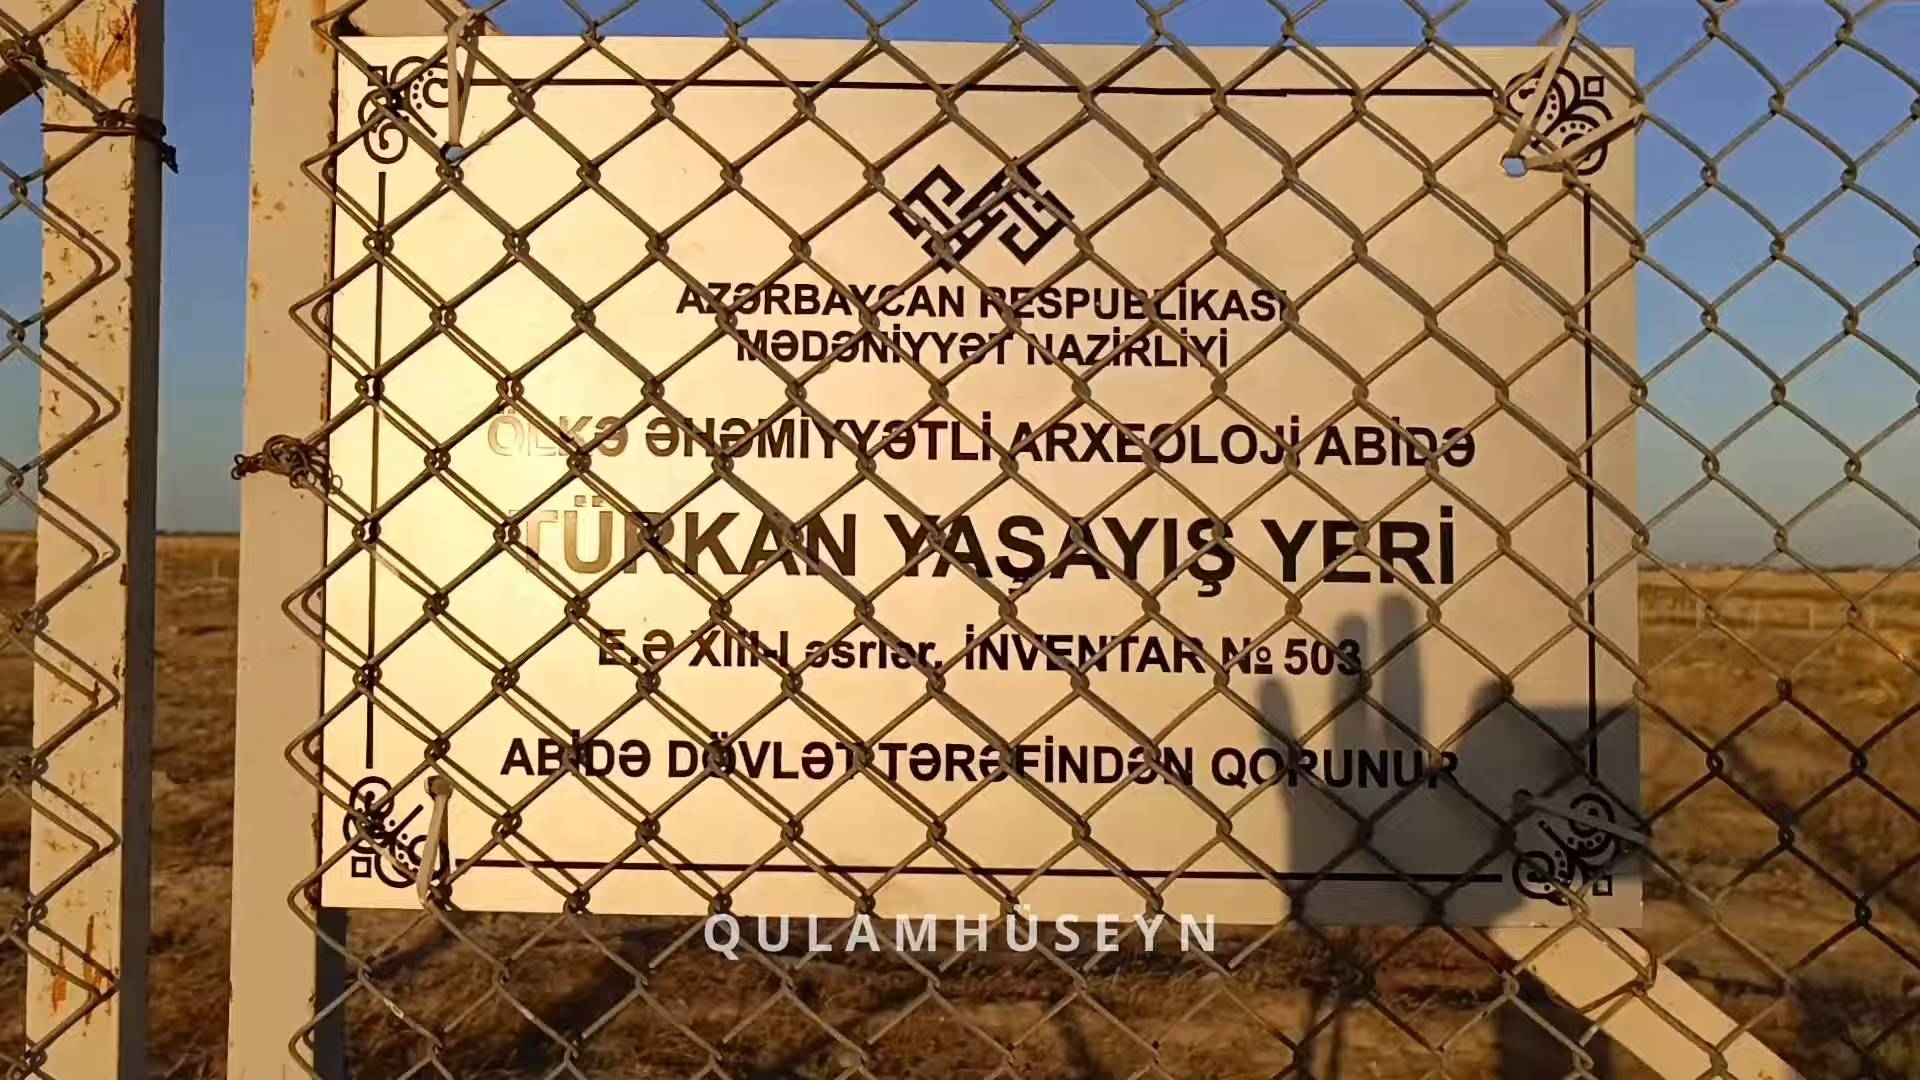 AZƏRBAYCAN RESPUBLİKASI
MƏDƏNİYYƏT NAZİRLİYİ
ÖLKƏ ƏHƏMİYYƏTLİ ARXEOLOJİ ABİDƏ
TÜRKAN YAŞAYIŞ YERİ
E.Ə XIII-I əsrlər. İNVENTAR № 503
ABİDƏ DÖVLƏT TƏRƏFİNDƏN QORUNUR
QULAMHÜSEYN